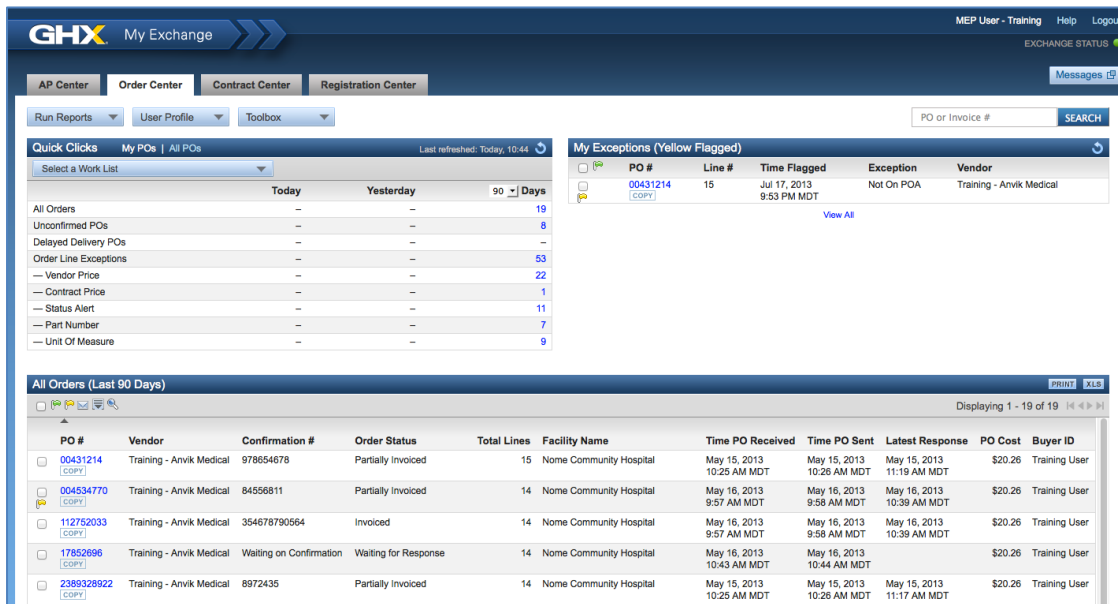 MEP User - Training Help Logou
GHX My Exchange
EXCHANGE STATUS
Messages
AP Center Order Center Contract Center Registration Center
Run Reports User Profile Toolbox PO or Invoice # SEARCH
Quick Clicks My POs | All POs Last refreshed: Today, 10:44
Select a Work List
Today Yesterday 90 Days
All Orders – – 19
Unconfirmed POs – – 8
Delayed Delivery POs – – –
Order Line Exceptions – – 53
— Vendor Price – – 22
— Contract Price – – 1
— Status Alert – – 11
— Part Number – – 7
— Unit Of Measure – – 9
My Exceptions (Yellow Flagged)
PO # Line # Time Flagged Exception Vendor
00431214 15 Jul 17, 2013 Not On POA Training - Anvik Medical
COPY 9:53 PM MDT
View All
All Orders (Last 90 Days) PRINT XLS
Displaying 1 - 19 of 19
PO # Vendor Confirmation # Order Status Total Lines Facility Name Time PO Received Time PO Sent Latest Response PO Cost Buyer ID
00431214 Training - Anvik Medical 978654678 Partially Invoiced 15 Nome Community Hospital May 15, 2013 May 15, 2013 May 15, 2013 $20.26 Training User
COPY 10:25 AM MDT 10:26 AM MDT 11:19 AM MDT
004534770 Training - Anvik Medical 84556811 Partially Invoiced 14 Nome Community Hospital May 16, 2013 May 16, 2013 May 16, 2013 $20.26 Training User
COPY 9:57 AM MDT 9:58 AM MDT 10:39 AM MDT
112752033 Training - Anvik Medical 354678790564 Invoiced 14 Nome Community Hospital May 16, 2013 May 16, 2013 May 16, 2013 $20.26 Training User
COPY 9:57 AM MDT 9:58 AM MDT 10:39 AM MDT
17852696 Training - Anvik Medical Waiting on Confirmation Waiting for Response 14 Nome Community Hospital May 16, 2013 May 16, 2013 $20.26 Training User
COPY 10:43 AM MDT 10:44 AM MDT
2389328922 Training - Anvik Medical 8972435 Partially Invoiced 14 Nome Community Hospital May 15, 2013 May 15, 2013 May 15, 2013 $20.26 Training User
COPY 10:25 AM MDT 10:26 AM MDT 11:17 AM MDT